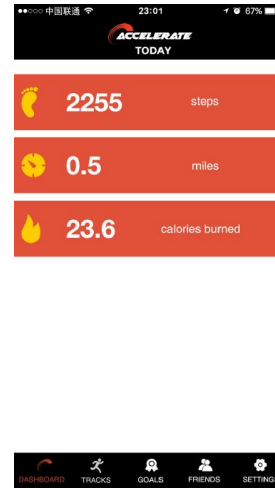 中国联通 23:01 67%
ACCELERATE
TODAY
2255 steps
0.5 miles
23.6 calories burned
DASHBOARD TRACKS GOALS FRIENDS SETTING